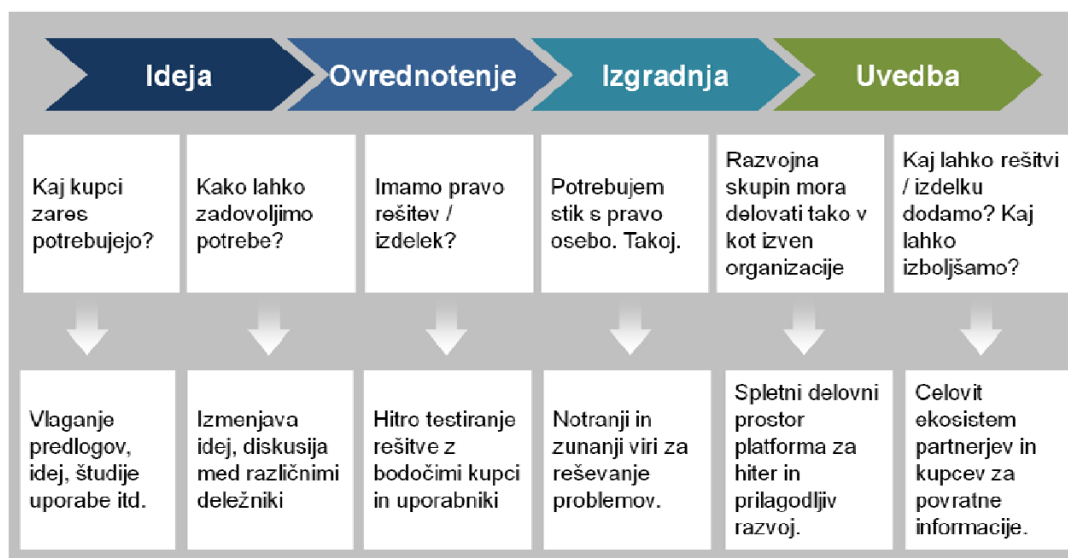 Ideja
Ovrednotenje
Izgradnja
Uvedba
Kaj kupci
zares
potrebujejo?
Kako lahko
zadovoljimo
potrebe?
Imamo pravo
rešitev /
izdelek?
Potrebujem
stik s pravo
osebo. Takoj.
Razvojna
skupin mora
delovati tako v
kot izven
organizacije
Kaj lahko rešitvi
/ izdelku
dodamo? Kaj
lahko
izboljšamo?
Vlaganje
predlogov,
idej, študije
uporabe itd.
Izmenjava
idej, diskusija
med različnimi
deležniki
Hitro testiranje
rešitve z
bodočimi kupci
in uporabniki
Notranji in
zunanji viri za
reševanje
problemov.
Spletni delovni
prostor
platforma za
hiter in
prilagodljiv
razvoj.
Celovit
ekosistem
partnerjev in
kupcev za
povratne
informacije.